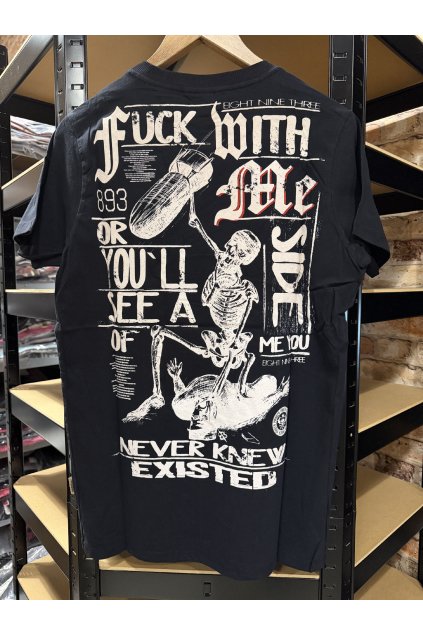 EIGHT NINE THREE
FUCK WITH
Me
893
OR
YOU'LL
SEE A
SIDE
OF
ME YOU
EIGHT NINE THREE
NEVER KNEW
EXISTED